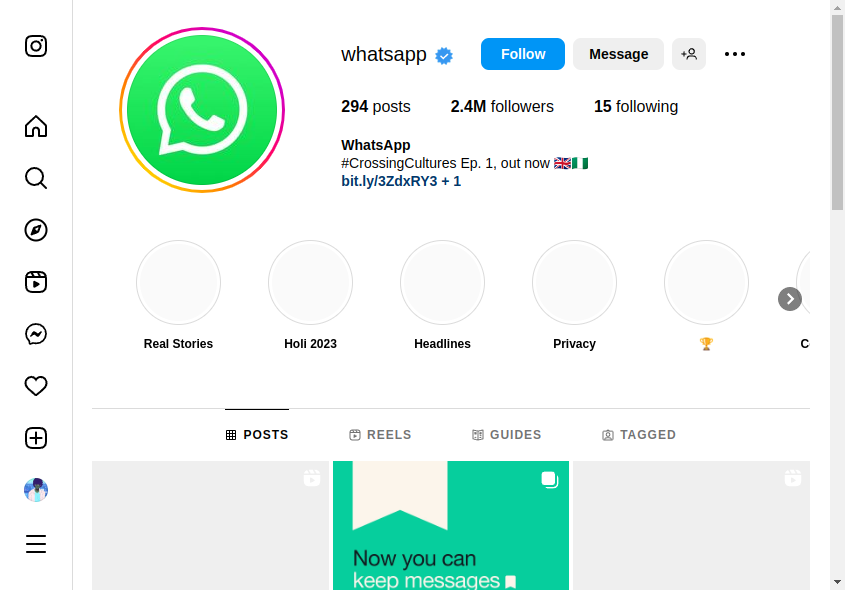 whatsapp
Follow
Message
294 posts
2.4M followers
15 following
WhatsApp
#CrossingCultures Ep. 1, out now 🇬🇧🇳🇬
bit.ly/3ZdxRY3 + 1
Real Stories
Holi 2023
Headlines
Privacy
🏆
C
POSTS
REELS
GUIDES
TAGGED
Now you can
keep messages